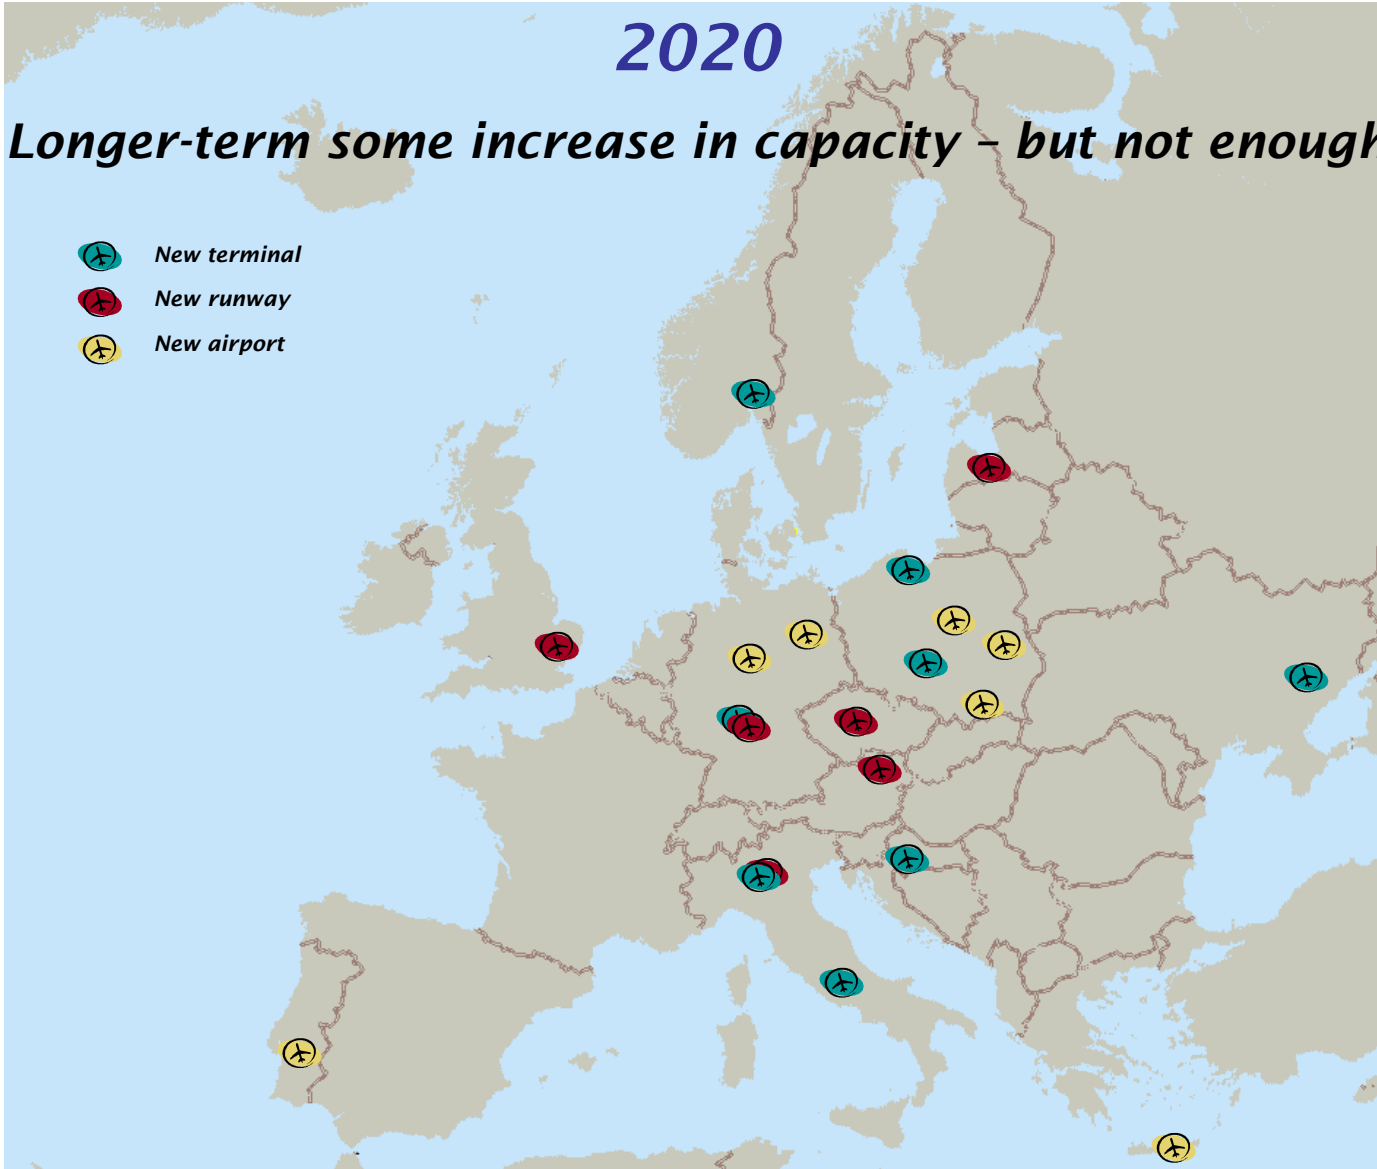 2020
Longer-term some increase in capacity – but not enough
New terminal
New runway
New airport